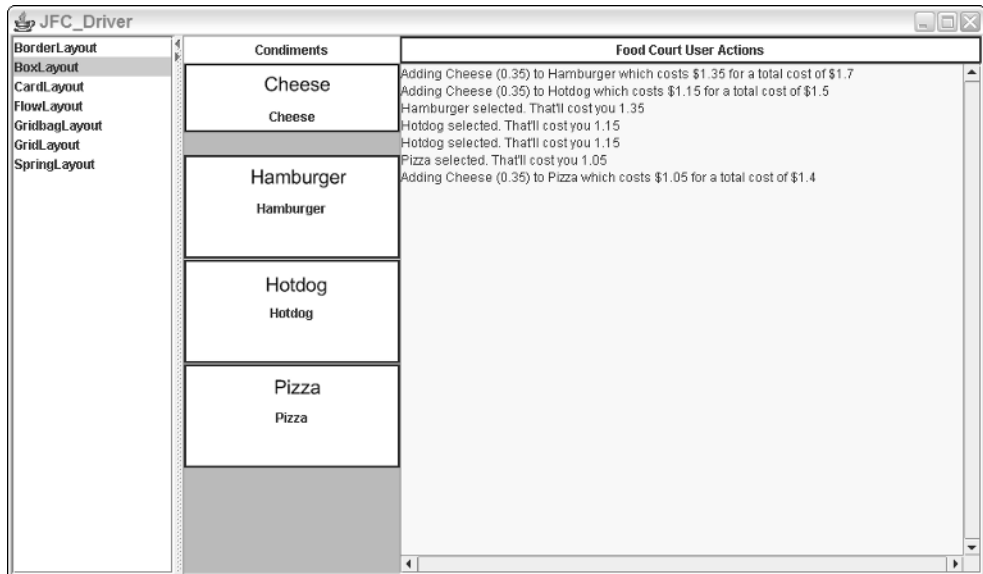 JFC_Driver
BorderLayout
BoxLayout
CardLayout
FlowLayout
GridbagLayout
GridLayout
SpringLayout
Condiments
Cheese
Cheese
Hamburger
Hamburger
Hotdog
Hotdog
Pizza
Pizza
Food Court User Actions
Adding Cheese (0.35) to Hamburger which costs $1.35 for a total cost of $1.7
Adding Cheese (0.35) to Hotdog which costs $1.15 for a total cost of $1.5
Hamburger selected. That'll cost you 1.35
Hotdog selected. That'll cost you 1.15
Hotdog selected. That'll cost you 1.15
Pizza selected. That'll cost you 1.05
Adding Cheese (0.35) to Pizza which costs $1.05 for a total cost of $1.4